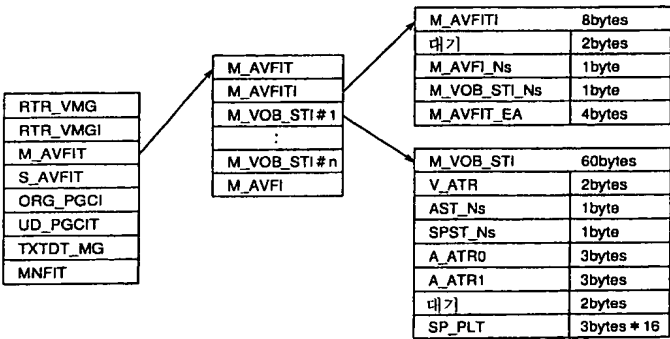 RTR_VMG
RTR_VMGI
M_AVFIT
S_AVFIT
ORG_PGCI
UD_PGCIT
TXTDT_MG
MNFIT
M_AVFIT
M_AVFITI
M_VOB_STI#1
⋮
M_VOB_STI#n
M_AVFI
M_AVFITI 8bytes
대기 2bytes
M_AVFI_Ns 1byte
M_VOB_STI_Ns 1byte
M_AVFIT_EA 4bytes
M_VOB_STI 60bytes
V_ATR 2bytes
AST_Ns 1byte
SPST_Ns 1byte
A_ATR0 3bytes
A_ATR1 3bytes
대기 2bytes
SP_PLT 3bytes * 16